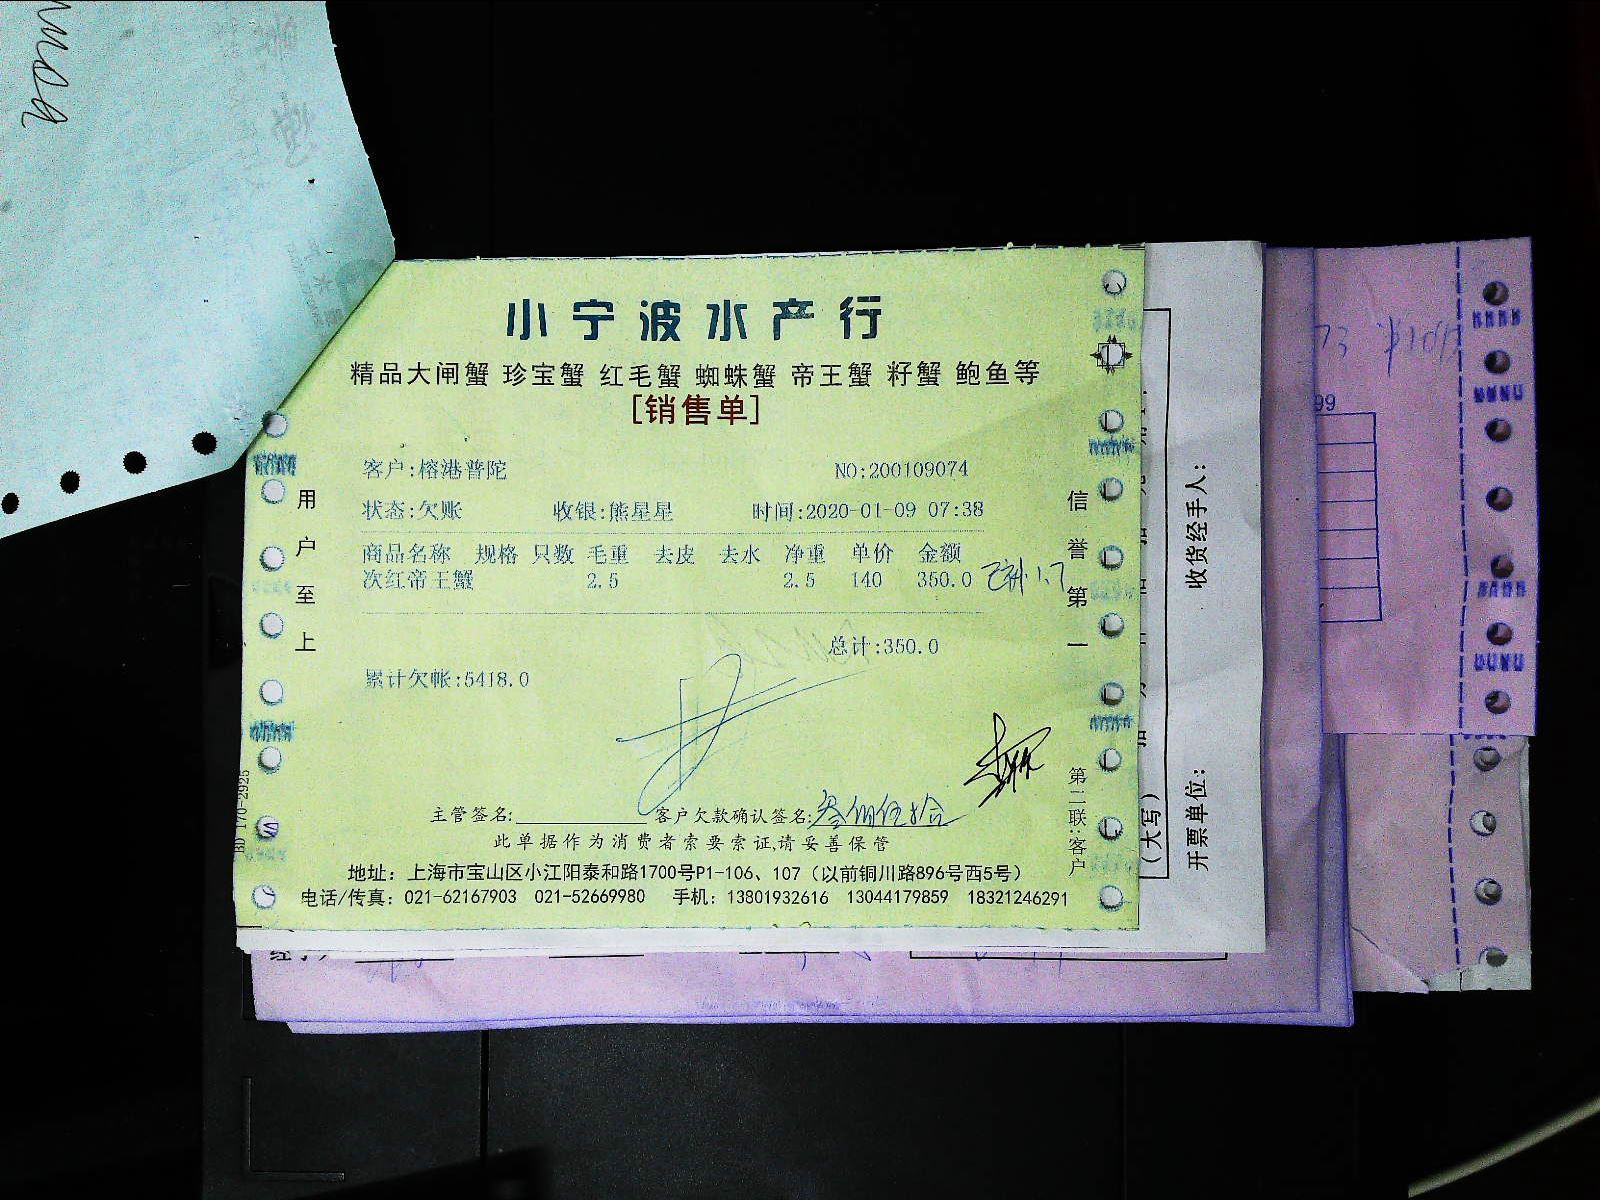 小宁波水产行
精品大闸蟹 珍宝蟹 红毛蟹 蜘蛛蟹 帝王蟹 籽蟹 鲍鱼等
[销售单]
客户:榕港普陀 NO:200109074
状态:欠账 收银:熊星星 时间:2020-01-09 07:38
商品名称 规格 只数 毛重 去皮 去水 净重 单价 金额
次红帝王蟹 2.5 2.5 140 350.0
总计:350.0
累计欠帐:5418.0
主管签名: 客户欠款确认签名:叁佰伍拾
此单据作为消费者索要索证,请妥善保管
地址：上海市宝山区小江阳泰和路1700号P1-106、107（以前铜川路896号西5号）
电话/传真：021-62167903 021-52669980 手机：13801932616 13044179859 18321246291
用户至上
信誉第一
第二联:客户
BD 170-2925
（大写）
收货经手人：
开票单位：
99